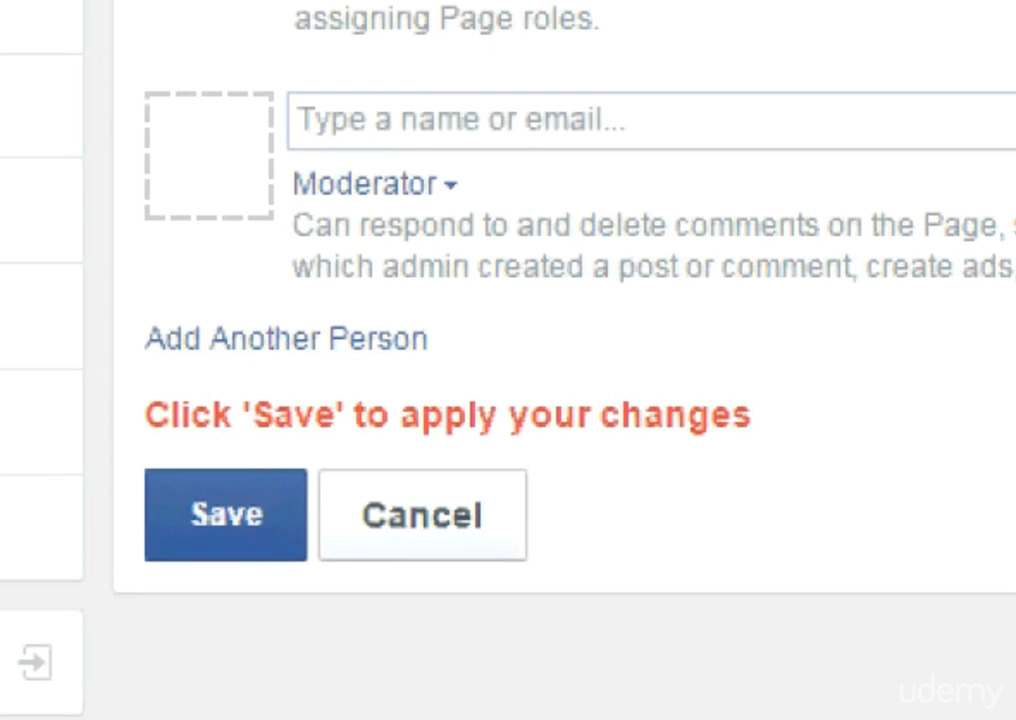 assigning Page roles.
Type a name or email...
Moderator
Can respond to and delete comments on the Page,
which admin created a post or comment, create ads,
Add Another Person
Click 'Save' to apply your changes
Save Cancel
udemy